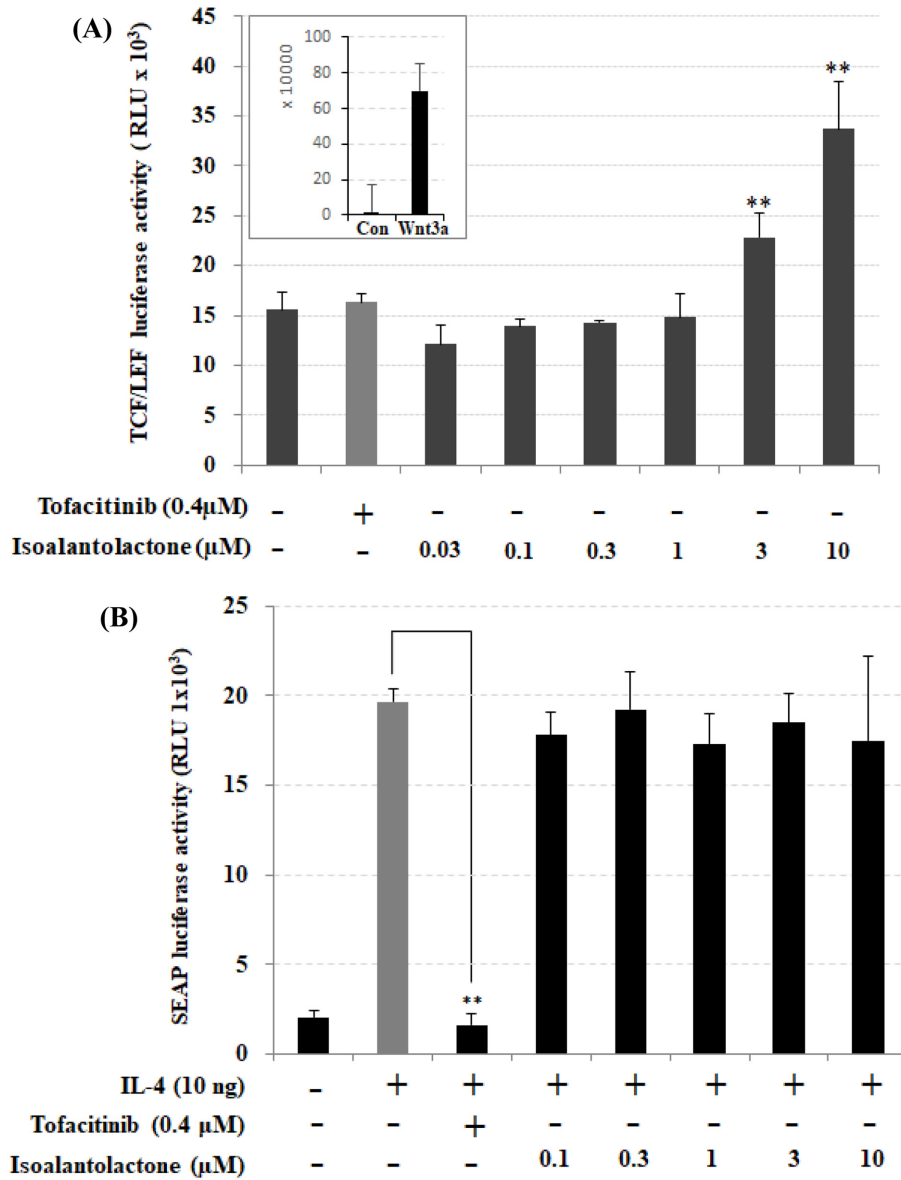 (A)
TCF/LEF luciferase activity ( RLU x 10³)
45
40
35
30
25
20
15
10
5
0
x 10000
100
80
60
40
20
0
Con Wnt3a
**
**
Tofacitinib (0.4μM) - + - - - - - -
Isoalantolactone (μM) - - 0.03 0.1 0.3 1 3 10
(B)
SEAP luciferase activity (RLU 1x10³)
25
20
15
10
5
0
**
IL-4 (10 ng) - + + + + + + +
Tofacitinib (0.4 μM) - - + - - - - -
Isoalantolactone (μM) - - - 0.1 0.3 1 3 10